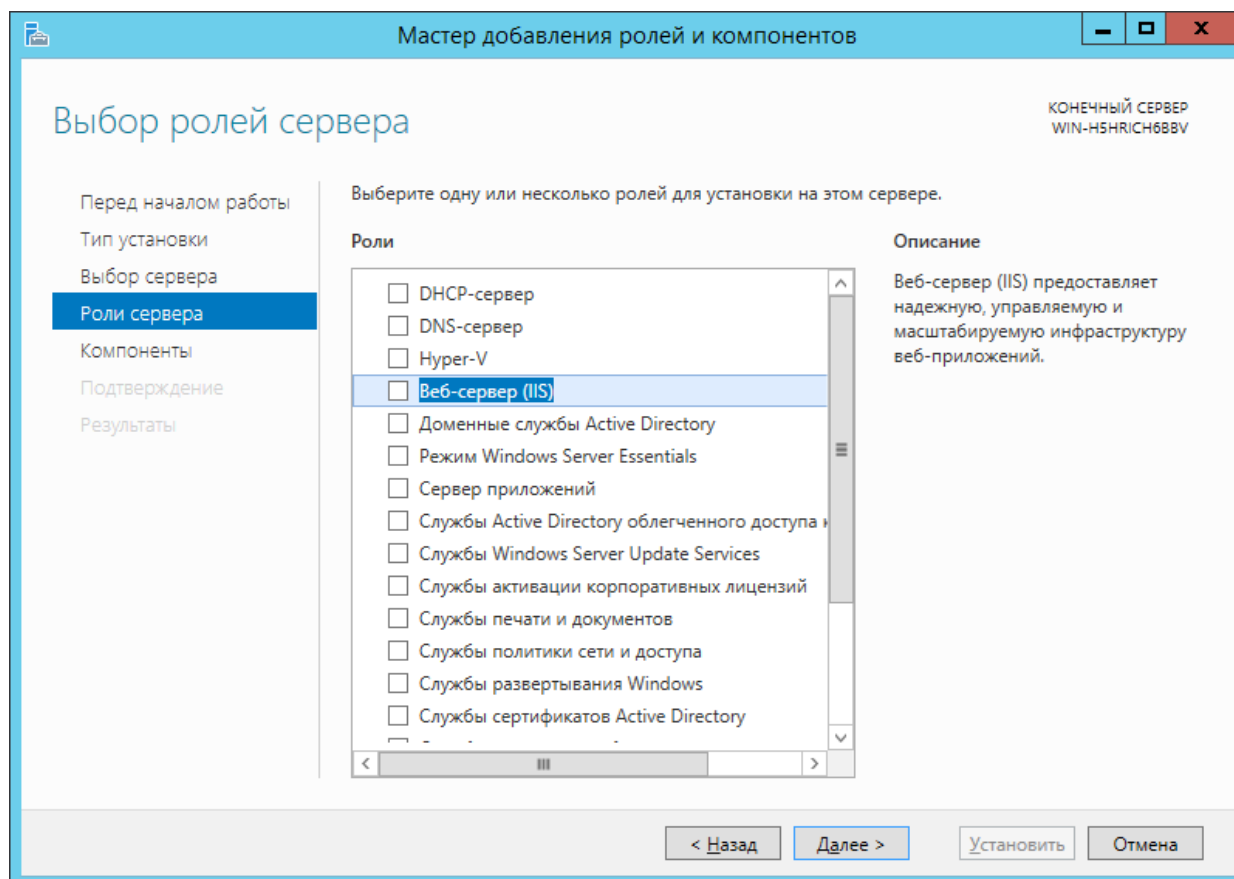 Мастер добавления ролей и компонентов
Выбор ролей сервера
КОНЕЧНЫЙ СЕРВЕР
WIN-H5HRICH6BBV
Перед началом работы
Тип установки
Выбор сервера
Роли сервера
Компоненты
Подтверждение
Результаты
Выберите одну или несколько ролей для установки на этом сервере.
Роли
DHCP-сервер
DNS-сервер
Hyper-V
Веб-сервер (IIS)
Доменные службы Active Directory
Режим Windows Server Essentials
Сервер приложений
Службы Active Directory облегченного доступа
Службы Windows Server Update Services
Службы активации корпоративных лицензий
Службы печати и документов
Службы политики сети и доступа
Службы развертывания Windows
Службы сертификатов Active Directory
Описание
Веб-сервер (IIS) предоставляет
надежную, управляемую и
масштабируемую инфраструктуру
веб-приложений.
< Назад
Далее >
Установить
Отмена